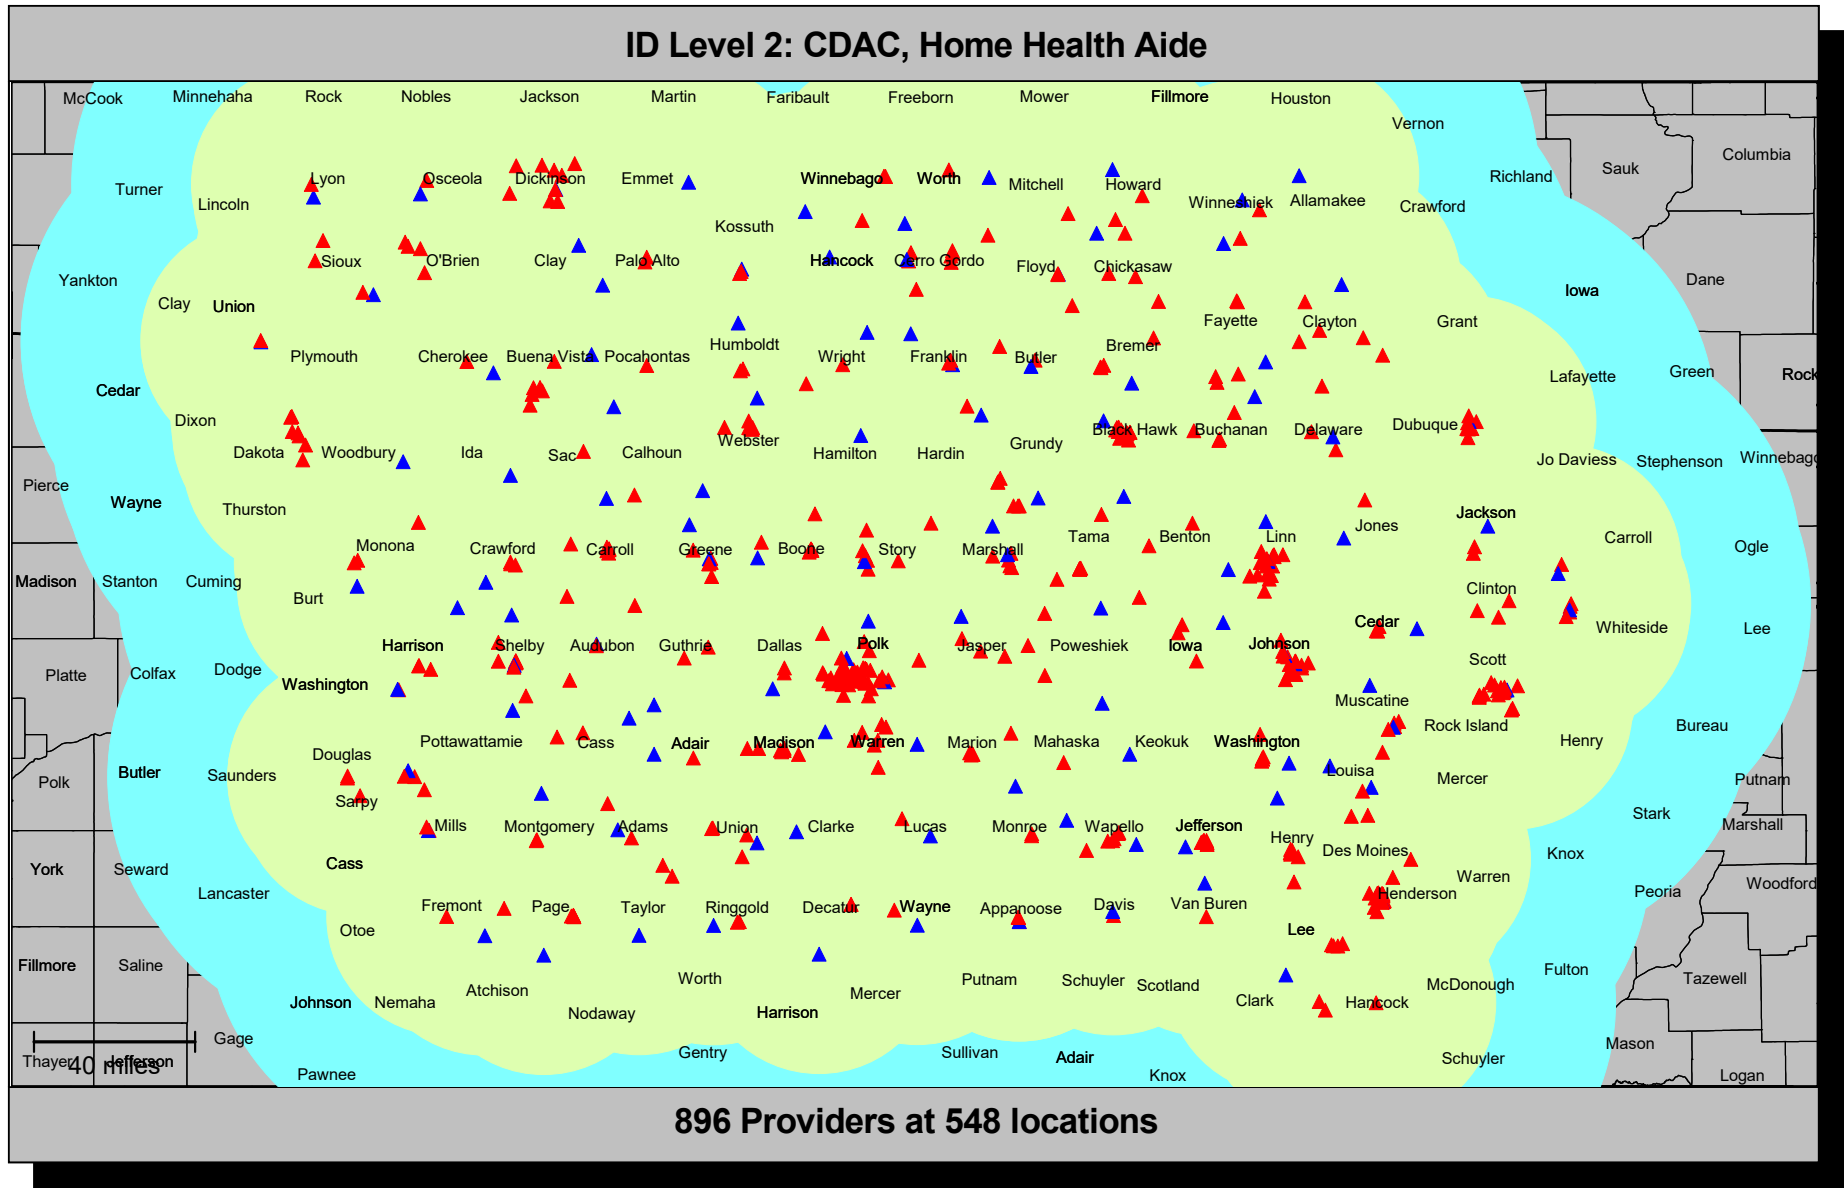 ID Level 2: CDAC, Home Health Aide
McCook Minnehaha Rock Nobles Jackson Martin Faribault Freeborn Mower Fillmore Houston
Vernon
Columbia
Sauk
Turner Lyon Osceola Dickinson Emmet Winnebago Worth Mitchell Howard Richland
Lincoln Winneshiek Allamakee Crawford
Kossuth
Yankton Sioux O'Brien Clay Palo Alto Hancock Cerro Gordo Floyd Chickasaw Dane
Clay Union Iowa
Fayette Clayton Grant
Plymouth Cherokee Buena Vista Pocahontas Humboldt Wright Franklin Butler Bremer
Cedar Lafayette Green Rock
Dixon Webster Black Hawk Buchanan Delaware Dubuque
Dakota Woodbury Ida Sac Calhoun Hamilton Hardin Grundy Jo Daviess Stephenson Winnebago
Pierce
Wayne Thurston Jackson
Monona Crawford Carroll Greene Boone Story Marshall Tama Benton Linn Jones Carroll Ogle
Madison Stanton Cuming Burt Clinton
Cedar Whiteside Lee
Harrison Shelby Audubon Guthrie Dallas Polk Jasper Poweshiek Iowa Johnson Scott
Platte Colfax Dodge Washington
Muscatine Rock Island Bureau
Douglas Pottawattamie Cass Adair Madison Warren Marion Mahaska Keokuk Washington Henry
Polk Butler Saunders Louisa Mercer Putnam
Sarpy Stark
Mills Montgomery Adams Union Clarke Lucas Monroe Wapello Jefferson Henry Marshall
York Seward Cass Des Moines Knox
Lancaster Warren Peoria Woodford
Fremont Page Taylor Ringgold Decatur Wayne Appanoose Davis Van Buren Henderson
Otoe Lee
Fillmore Saline Fulton
Worth Putnam Schuyler Scotland McDonough Tazewell
Johnson Nemaha Atchison Nodaway Harrison Mercer Clark Hancock
Gage Mason
Thayer Jefferson Gentry Sullivan Adair Schuyler
40 miles
Pawnee Knox Logan
896 Providers at 548 locations